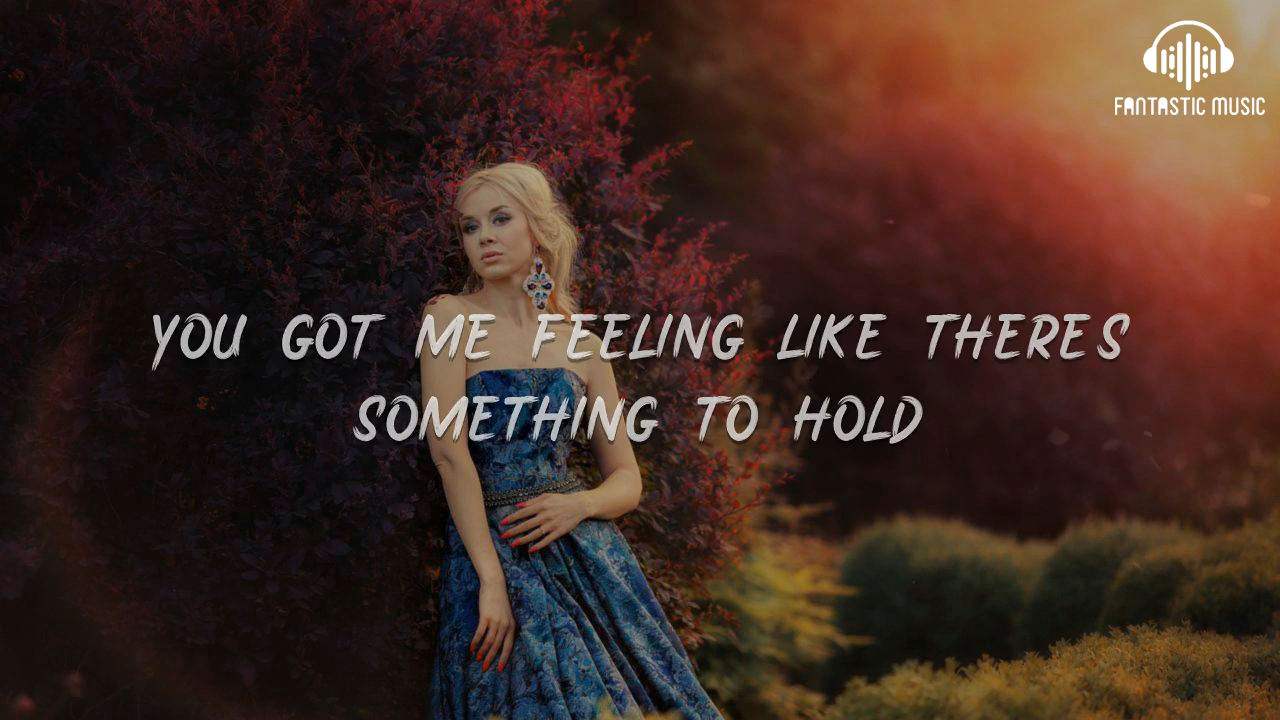 FANTASTIC MUSIC
YOU GOT ME FEELING LIKE THERES
SOMETHING TO HOLD